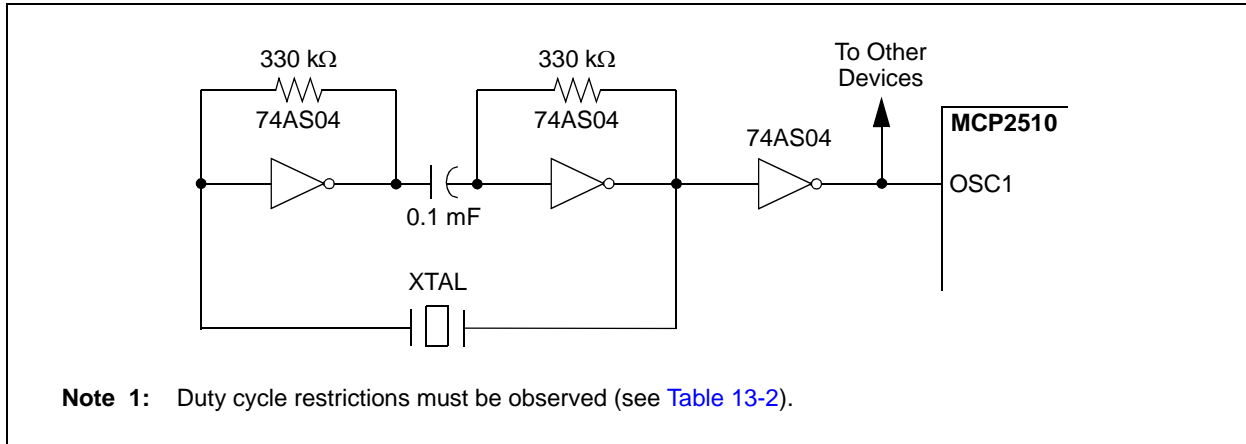 330 kΩ
330 kΩ
To Other
Devices
74AS04
74AS04
74AS04
MCP2510
OSC1
0.1 mF
XTAL
Note 1: Duty cycle restrictions must be observed (see Table 13-2).